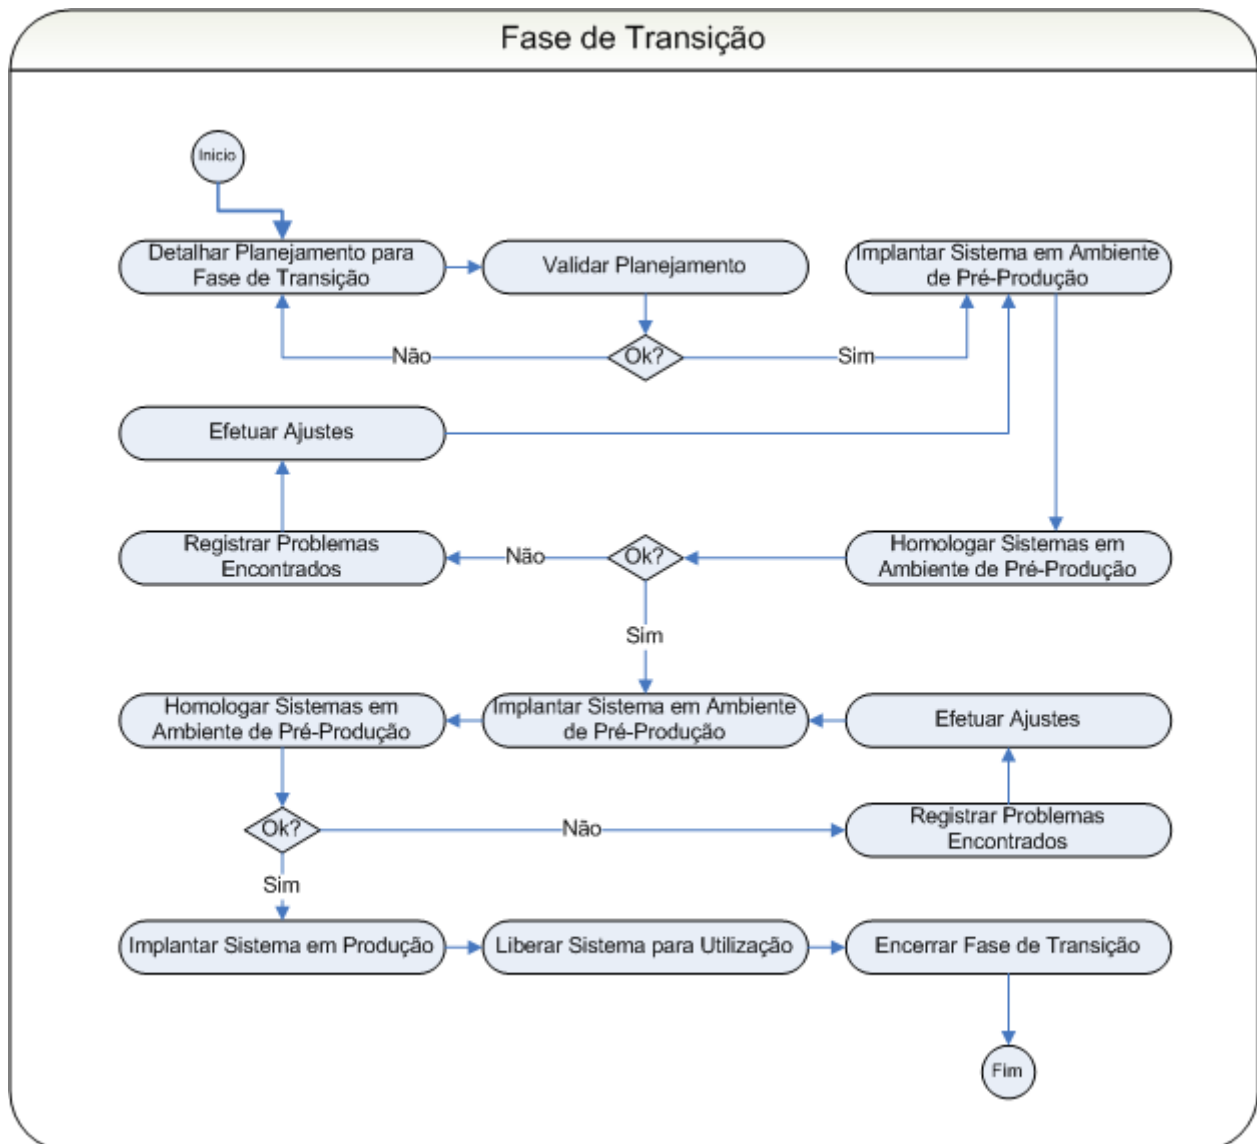 Fase de Transição
Inicio
Detalhar Planejamento para
Fase de Transição
Validar Planejamento
Implantar Sistema em Ambiente
de Pré-Produção
Não
Ok?
Sim
Efetuar Ajustes
Registrar Problemas
Encontrados
Não
Ok?
Homologar Sistemas em
Ambiente de Pré-Produção
Sim
Homologar Sistemas em
Ambiente de Pré-Produção
Implantar Sistema em Ambiente
de Pré-Produção
Efetuar Ajustes
Ok?
Não
Registrar Problemas
Encontrados
Sim
Implantar Sistema em Produção
Liberar Sistema para Utilização
Encerrar Fase de Transição
Fim